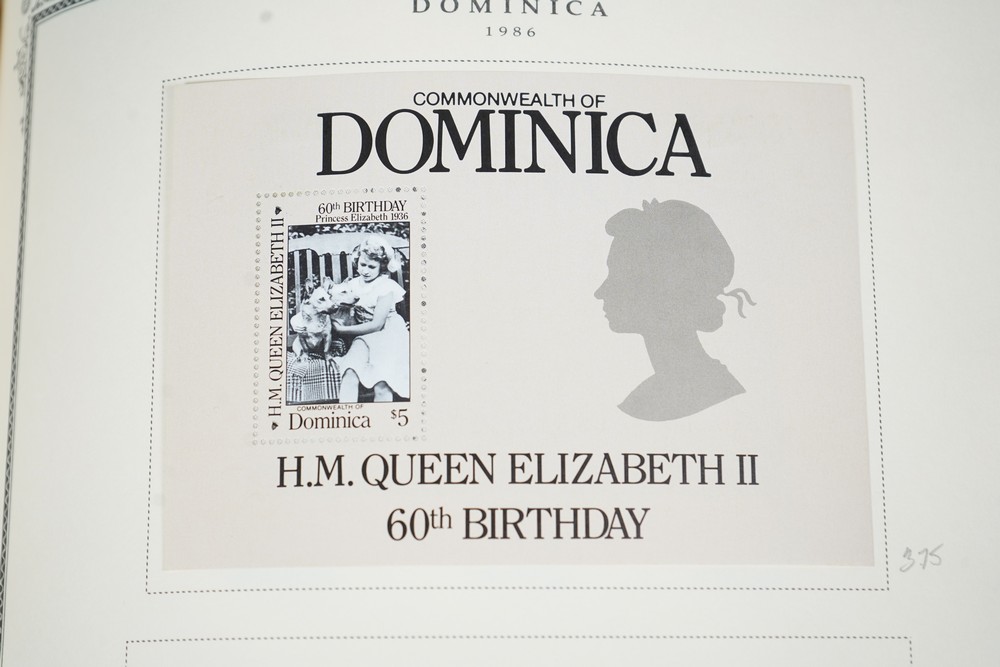 DOMINICA
1986
COMMONWEALTH OF
DOMINICA
60th BIRTHDAY
Princess Elizabeth 1936
H.M. QUEEN ELIZABETH II
COMMONWEALTH OF
Dominica $5
H.M. QUEEN ELIZABETH II
60th BIRTHDAY
375